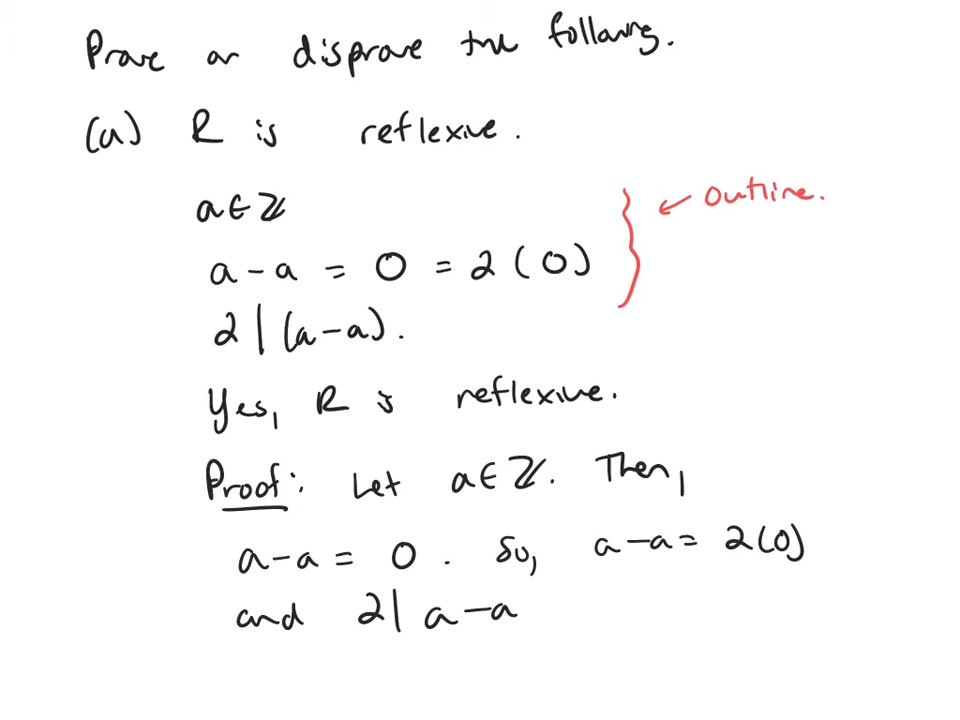 Prove or disprove the following.
(a) R is reflexive.
a ∈ ℤ
← outline.
a - a = 0 = 2 (0)
2 | (a - a).
Yes, R is reflexive.
Proof: Let a ∈ ℤ. Then,
a - a = 0. So, a - a = 2(0)
and 2 | a - a